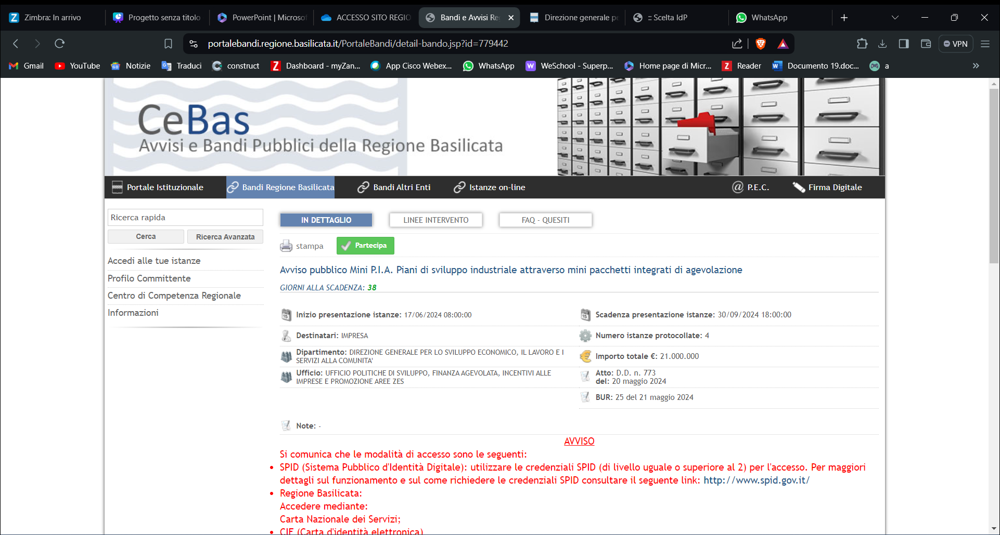 Zimbra: In arrivo
Progetto senza titolo
PowerPoint | Microsof
ACCESSO SITO REGIO
Bandi e Avvisi Re
Direzione generale pe
:: Scelta IdP
WhatsApp
portalebandi.regione.basilicata.it/PortaleBandi/detail-bando.jsp?id=779442
VPN
Gmail
YouTube
Notizie
Traduci
construct
Dashboard - myZan...
App Cisco Webex...
WhatsApp
WeSchool - Superp...
Home page di Micr...
Reader
Documento 19.doc...
a
CeBas
Avvisi e Bandi Pubblici della Regione Basilicata
Portale Istituzionale
Bandi Regione Basilicata
Bandi Altri Enti
Istanze on-line
P.E.C.
Firma Digitale
Ricerca rapida
Cerca
Ricerca Avanzata
Accedi alle tue istanze
Profilo Committente
Centro di Competenza Regionale
Informazioni
IN DETTAGLIO
LINEE INTERVENTO
FAQ - QUESITI
stampa
Partecipa
Avviso pubblico Mini P.I.A. Piani di sviluppo industriale attraverso mini pacchetti integrati di agevolazione
GIORNI ALLA SCADENZA: 38
Inizio presentazione istanze: 17/06/2024 08:00:00
Scadenza presentazione istanze: 30/09/2024 18:00:00
Destinatari: IMPRESA
Numero istanze protocollate: 4
Dipartimento: DIREZIONE GENERALE PER LO SVILUPPO ECONOMICO, IL LAVORO E I
SERVIZI ALLA COMUNITA'
Importo totale €: 21.000.000
Ufficio: UFFICIO POLITICHE DI SVILUPPO, FINANZA AGEVOLATA, INCENTIVI ALLE
IMPRESE E PROMOZIONE AREE ZES
Atto: D.D. n. 773
del: 20 maggio 2024
BUR: 25 del 21 maggio 2024
Note: -
AVVISO
Si comunica che le modalità di accesso sono le seguenti:
• SPID (Sistema Pubblico d'Identità Digitale): utilizzare le credenziali SPID (di livello uguale o superiore al 2) per l'accesso. Per maggiori
dettagli sul funzionamento e sul come richiedere le credenziali SPID consultare il seguente link: http://www.spid.gov.it/
• Regione Basilicata:
Accedere mediante:
Carta Nazionale dei Servizi;
• CIE (Carta d'identità elettronica)